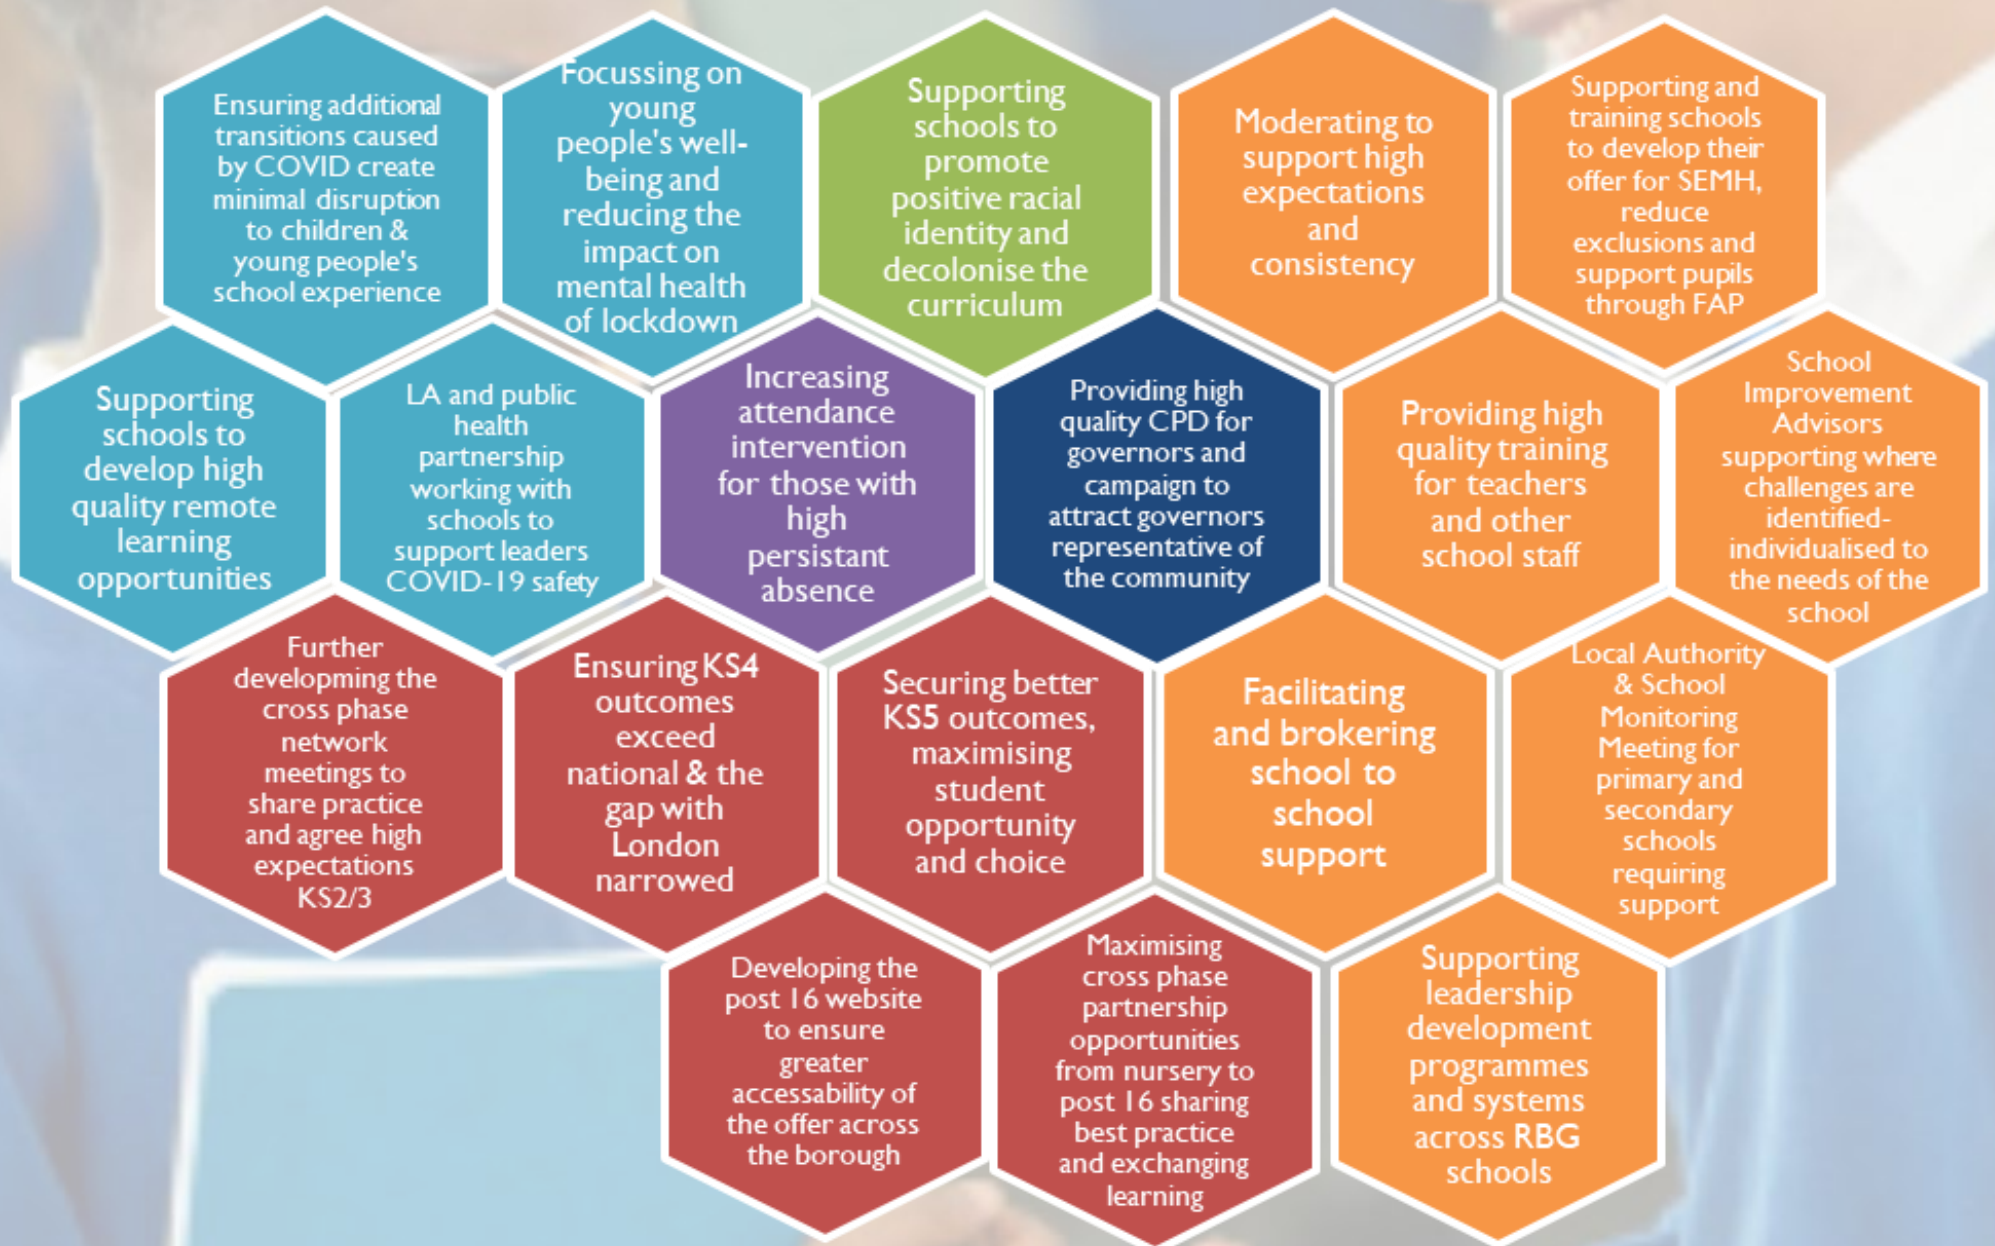 Ensuring additional
transitions caused
by COVID create
minimal disruption
to children &
young people's
school experience
Focussing on
young
people's well-
being and
reducing the
impact on
mental health
of lockdown
Supporting
schools to
promote
positive racial
identity and
decolonise the
curriculum
Moderating to
support high
expectations
and
consistency
Supporting and
training schools
to develop their
offer for SEMH,
reduce
exclusions and
support pupils
through FAP
Supporting
schools to
develop high
quality remote
learning
opportunities
LA and public
health
partnership
working with
schools to
support leaders
COVID-19 safety
Increasing
attendance
intervention
for those with
high
persistant
absence
Providing high
quality CPD for
governors and
campaign to
attract governors
representative of
the community
Providing high
quality training
for teachers
and other
school staff
School
Improvement
Advisors
supporting where
challenges are
identified-
individualised to
the needs of the
school
Further
developming the
cross phase
network
meetings to
share practice
and agree high
expectations
KS2/3
Ensuring KS4
outcomes
exceed
national & the
gap with
London
narrowed
Securing better
KS5 outcomes,
maximising
student
opportunity
and choice
Facilitating
and brokering
school to
school
support
Local Authority
& School
Monitoring
Meeting for
primary and
secondary
schools
requiring
support
Developing the
post 16 website
to ensure
greater
accessability of
the offer across
the borough
Maximising
cross phase
partnership
opportunities
from nursery to
post 16 sharing
best practice
and exchanging
learning
Supporting
leadership
development
programmes
and systems
across RBG
schools